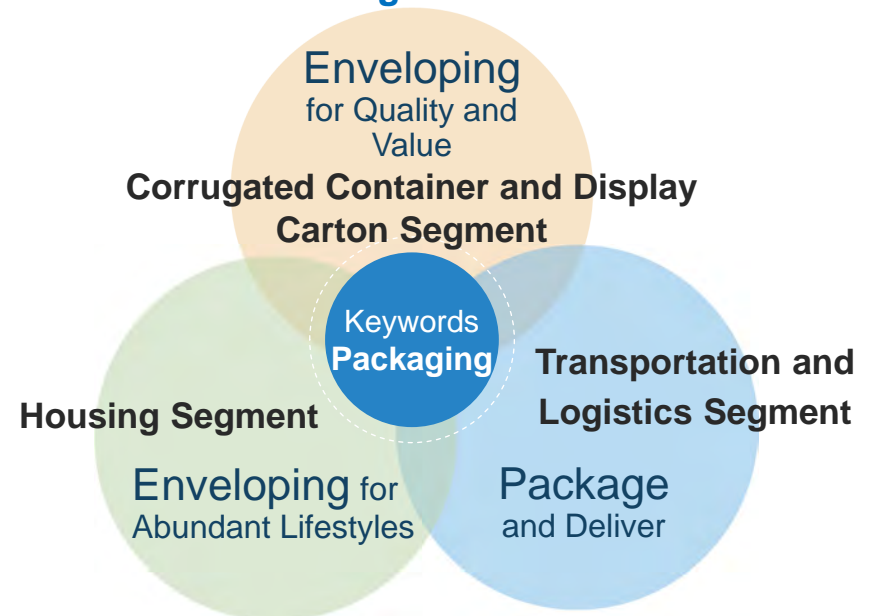 Enveloping
for Quality and
Value
Corrugated Container and Display
Carton Segment
Keywords
Packaging
Transportation and
Logistics Segment
Housing Segment
Enveloping for
Abundant Lifestyles
Package
and Deliver